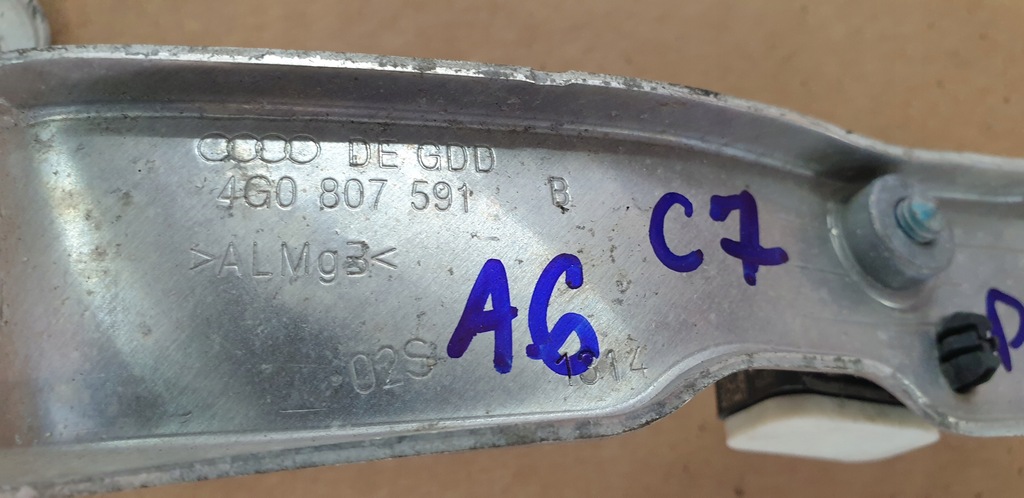 DE GDD
4G0 807 591 B
C7
>ALMg3<
A6
02S 1314